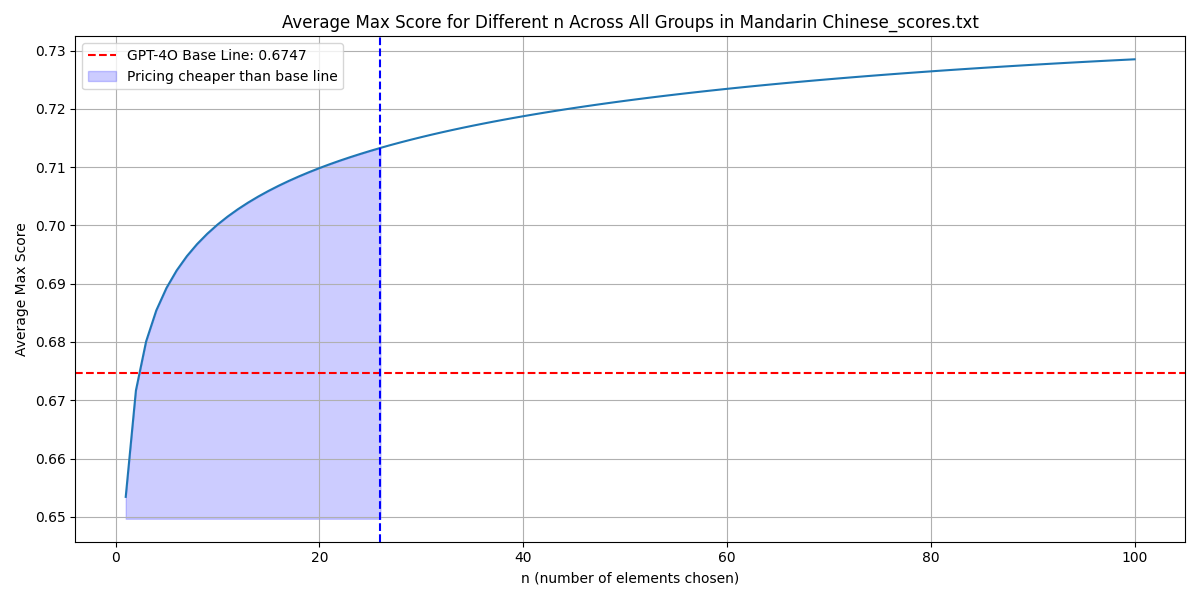 Average Max Score for Different n Across All Groups in Mandarin Chinese_scores.txt
GPT-4O Base Line: 0.6747
Pricing cheaper than base line
Average Max Score
0.73
0.72
0.71
0.70
0.69
0.68
0.67
0.66
0.65
0 20 40 60 80 100
n (number of elements chosen)